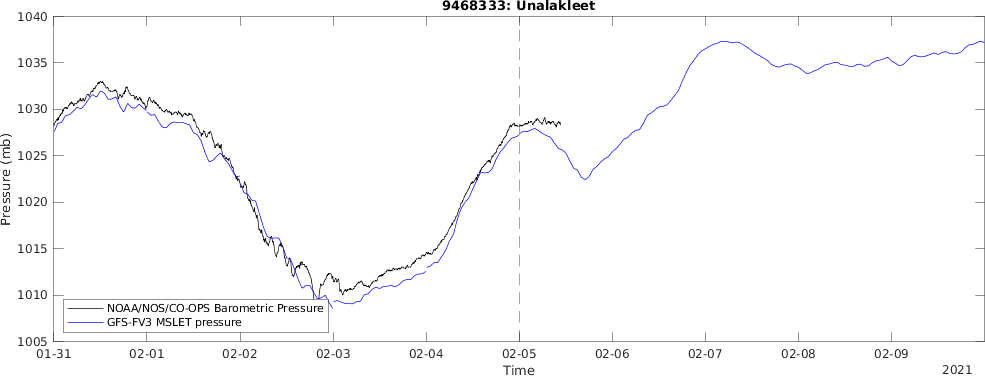 9468333: Unalakleet
1040
1035
1030
1025
1020
1015
1010
1005
Pressure (mb)
NOAA/NOS/CO-OPS Barometric Pressure
GFS-FV3 MSLET pressure
01-31 02-01 02-02 02-03 02-04 02-05 02-06 02-07 02-08 02-09
Time
2021